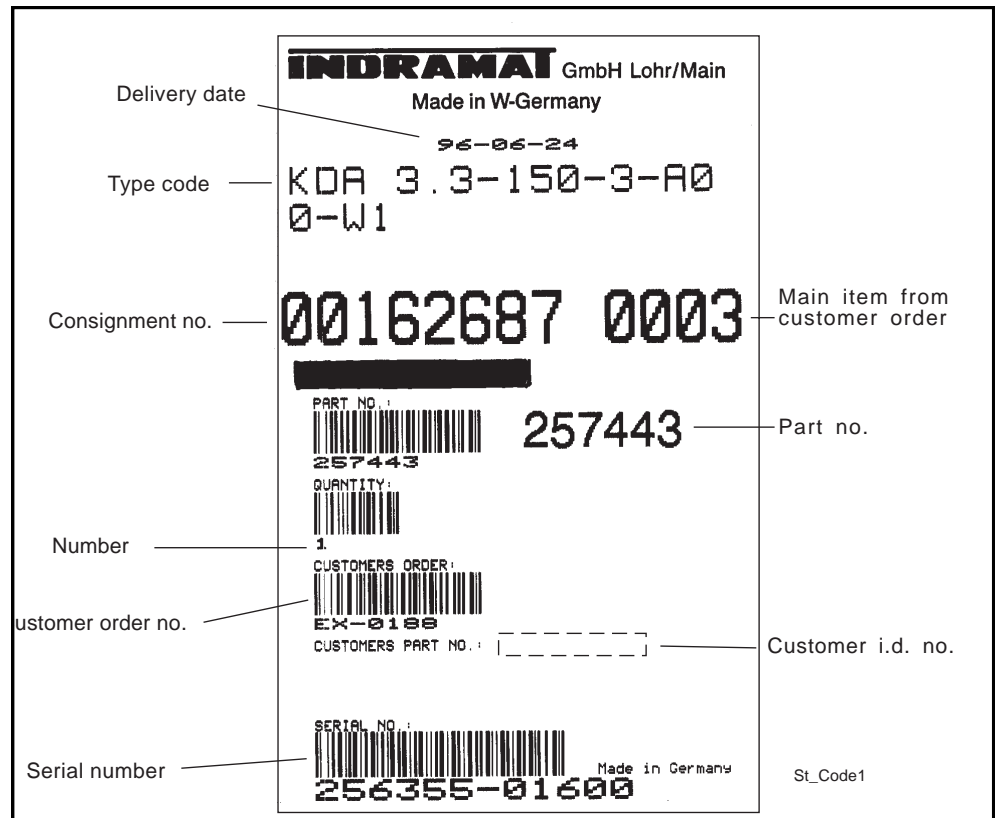 INDRAMAT GmbH Lohr/Main
Made in W-Germany
Delivery date
96-06-24
Type code
KDA 3.3-150-3-A0
0-W1
Consignment no.
00162687 0003
Main item from
customer order
PART NO.:
257443
Part no.
257443
QUANTITY:
Number
1
CUSTOMERS ORDER:
ustomer order no.
EX-0188
CUSTOMERS PART NO.:
Customer i.d. no.
SERIAL NO.:
Serial number
Made in Germany
256355-01600
St_Code1